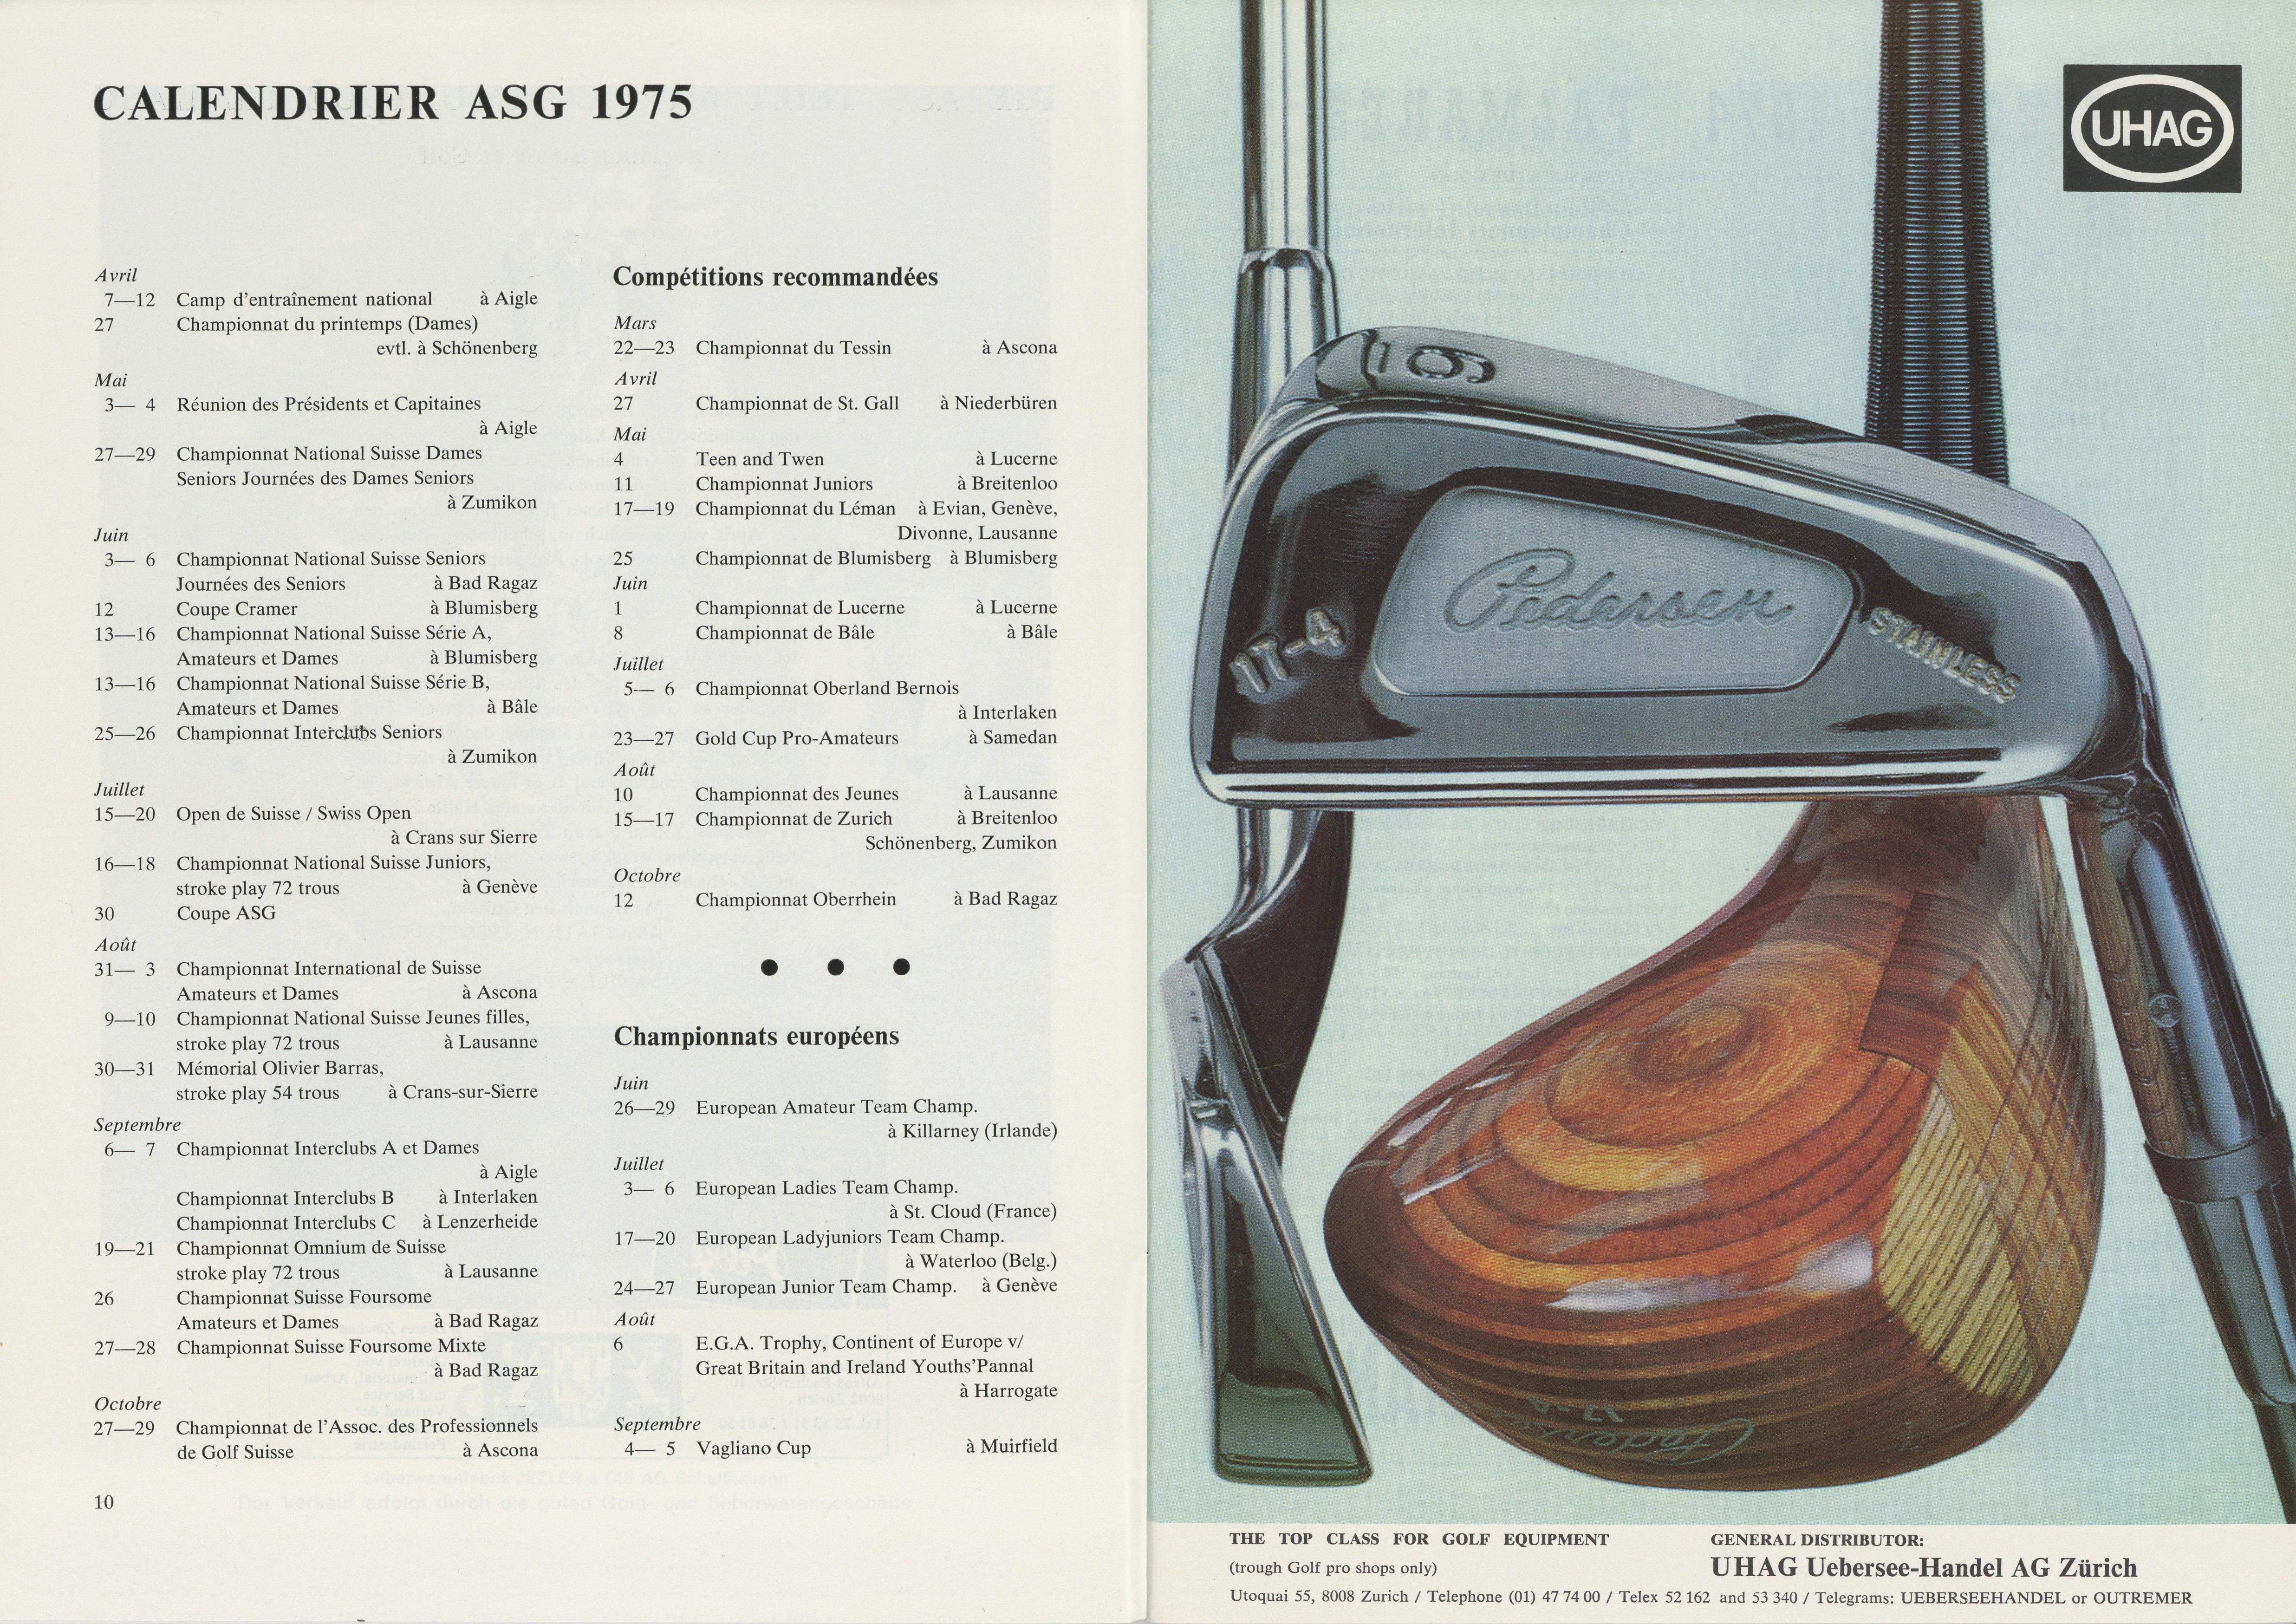 CALENDRIER ASG 1975
Avril
7—12 Camp d'entraînement national à Aigle
27 Championnat du printemps (Dames)
evtl. à Schönenberg
Mai
3— 4 Réunion des Présidents et Capitaines
à Aigle
27—29 Championnat National Suisse Dames
Seniors Journées des Dames Seniors
à Zumikon
Juin
3— 6 Championnat National Suisse Seniors
Journées des Seniors à Bad Ragaz
12 Coupe Cramer à Blumisberg
13—16 Championnat National Suisse Série A,
Amateurs et Dames à Blumisberg
13—16 Championnat National Suisse Série B,
Amateurs et Dames à Bâle
25—26 Championnat Interclubs Seniors
à Zumikon
Juillet
15—20 Open de Suisse / Swiss Open
à Crans sur Sierre
16—18 Championnat National Suisse Juniors,
stroke play 72 trous à Genève
30 Coupe ASG
Août
31— 3 Championnat International de Suisse
Amateurs et Dames à Ascona
9—10 Championnat National Suisse Jeunes filles,
stroke play 72 trous à Lausanne
30—31 Mémorial Olivier Barras,
stroke play 54 trous à Crans-sur-Sierre
Septembre
6— 7 Championnat Interclubs A et Dames
à Aigle
Championnat Interclubs B à Interlaken
Championnat Interclubs C à Lenzerheide
19—21 Championnat Omnium de Suisse
stroke play 72 trous à Lausanne
26 Championnat Suisse Foursome
Amateurs et Dames à Bad Ragaz
27—28 Championnat Suisse Foursome Mixte
à Bad Ragaz
Octobre
27—29 Championnat de l'Assoc. des Professionnels
de Golf Suisse à Ascona
10
Compétitions recommandées
Mars
22—23 Championnat du Tessin à Ascona
Avril
27 Championnat de St. Gall à Niederbüren
Mai
4 Teen and Twen à Lucerne
11 Championnat Juniors à Breitenloo
17—19 Championnat du Léman à Evian, Genève,
Divonne, Lausanne
25 Championnat de Blumisberg à Blumisberg
Juin
1 Championnat de Lucerne à Lucerne
8 Championnat de Bâle à Bâle
Juillet
5— 6 Championnat Oberland Bernois
à Interlaken
23—27 Gold Cup Pro-Amateurs à Samedan
Août
10 Championnat des Jeunes à Lausanne
15—17 Championnat de Zurich à Breitenloo
Schönenberg, Zumikon
Octobre
12 Championnat Oberrhein à Bad Ragaz
● ● ●
Championnats européens
Juin
26—29 European Amateur Team Champ.
à Killarney (Irlande)
Juillet
3— 6 European Ladies Team Champ.
à St. Cloud (France)
17—20 European Ladyjuniors Team Champ.
à Waterloo (Belg.)
24—27 European Junior Team Champ. à Genève
Août
6 E.G.A. Trophy, Continent of Europe v/
Great Britain and Ireland Youths'Pannal
à Harrogate
Septembre
4— 5 Vagliano Cup à Muirfield
UHAG
9
Pedersen
17-4
STAINLESS
Pedersen
17-4
THE TOP CLASS FOR GOLF EQUIPMENT
(trough Golf pro shops only)
GENERAL DISTRIBUTOR:
UHAG Uebersee-Handel AG Zürich
Utoquai 55, 8008 Zurich / Telephone (01) 47 74 00 / Telex 52 162 and 53 340 / Telegrams: UEBERSEEHANDEL or OUTREMER